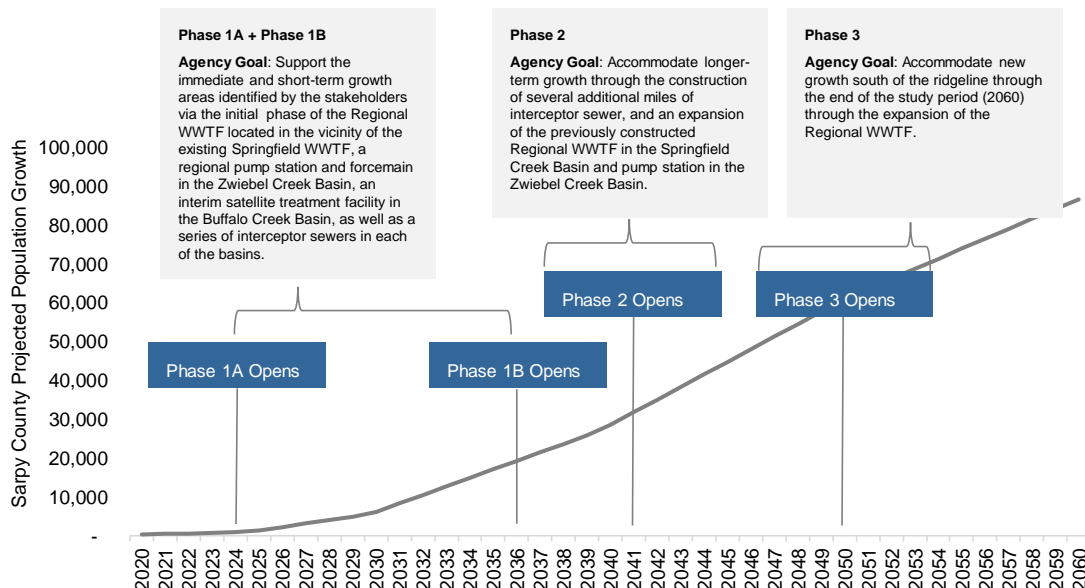 Phase 1A + Phase 1B
Agency Goal: Support the
immediate and short-term growth
areas identified by the stakeholders
via the initial phase of the Regional
WWTF located in the vicinity of the
existing Springfield WWTF, a
regional pump station and forcemain
in the Zwiebel Creek Basin, an
interim satellite treatment facility in
the Buffalo Creek Basin, as well as a
series of interceptor sewers in each
of the basins.
Phase 2
Agency Goal: Accommodate longer-
term growth through the construction
of several additional miles of
interceptor sewer, and an expansion
of the previously constructed
Regional WWTF in the Springfield
Creek Basin and pump station in the
Zwiebel Creek Basin.
Phase 3
Agency Goal: Accommodate new
growth south of the ridgeline through
the end of the study period (2060)
through the expansion of the
Regional WWTF.
Sarpy County Projected Population Growth
100,000
90,000
80,000
70,000
60,000
50,000
40,000
30,000
20,000
10,000
-
Phase 1A Opens
Phase 1B Opens
Phase 2 Opens
Phase 3 Opens
2020
2021
2022
2023
2024
2025
2026
2027
2028
2029
2030
2031
2032
2033
2034
2035
2036
2037
2038
2039
2040
2041
2042
2043
2044
2045
2046
2047
2048
2049
2050
2051
2052
2053
2054
2055
2056
2057
2058
2059
2060